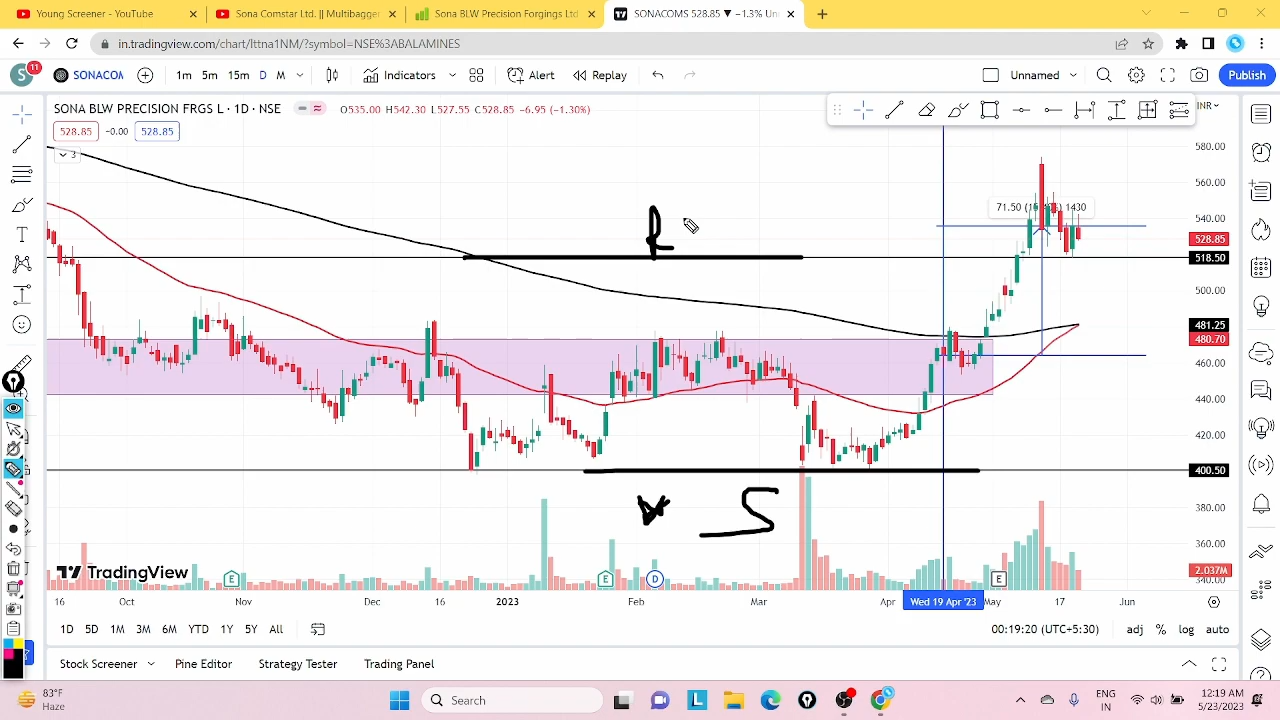 Young Screener - YouTube
Sona Comstar Ltd. || Multibagger
Sona BLW Precision Forgings Ltd
SONACOMS 528.85 ▼ −1.3% Un
in.tradingview.com/chart/lttna1NM/?symbol=NSE%3ABALAMINES
S 11 SONACOM 1m 5m 15m D M Indicators Alert Replay Unnamed Publish
SONA BLW PRECISION FRGS L · 1D · NSE O535.00 H542.30 L527.55 C528.85 −6.95 (−1.30%)
INR
528.85 −0.00 528.85
3
580.00
560.00
71.50 1430
540.00
R
528.85
518.50
500.00
481.25
480.70
460.00
440.00
420.00
400.50
S
380.00
360.00
TradingView
E E D E
2.037M
340.00
16 Oct Nov Dec 16 2023 Feb Mar Apr Wed 19 Apr '23 May 17 Jun
1D 5D 1M 3M 6M YTD 1Y 5Y All 00:19:20 (UTC+5:30) adj % log auto
Stock Screener Pine Editor Strategy Tester Trading Panel
83°F
Haze
Search
ENG
IN
12:19 AM
5/23/2023